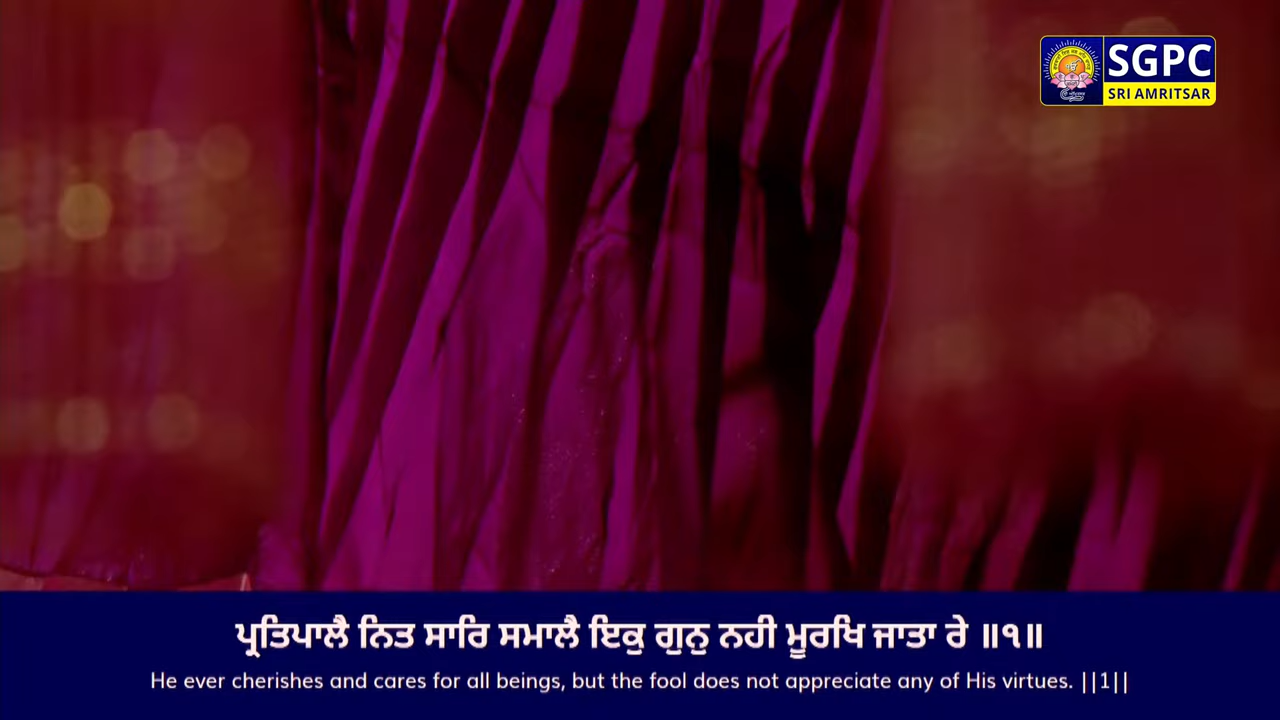 SGPC
SRI AMRITSAR
ਪ੍ਰਤਿਪਾਲੈ ਨਿਤ ਸਾਰਿ ਸਮਾਲੈ ਇਕੁ ਗੁਨੁ ਨਹੀ ਮੂਰਖਿ ਜਾਤਾ ਰੇ ॥੧॥
He ever cherishes and cares for all beings, but the fool does not appreciate any of His virtues. ||1||